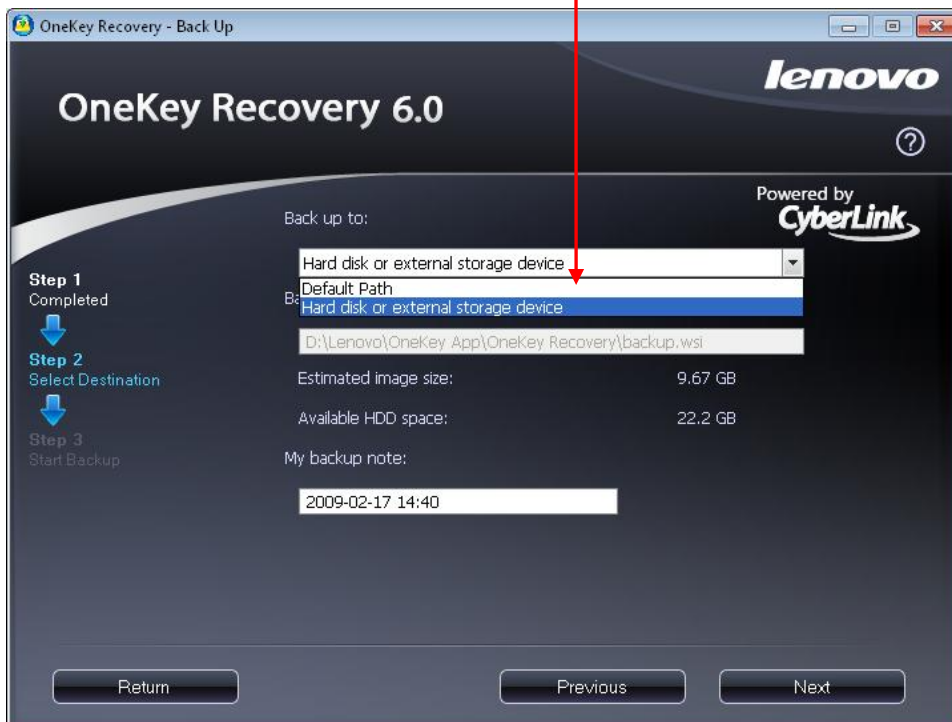 OneKey Recovery - Back Up
lenovo
OneKey Recovery 6.0
Powered by
CyberLink
Back up to:
Hard disk or external storage device
Default Path
Hard disk or external storage device
D:\Lenovo\OneKey App\OneKey Recovery\backup.wsi
Step 1
Completed
Step 2
Select Destination
Step 3
Start Backup
Estimated image size: 9.67 GB
Available HDD space: 22.2 GB
My backup note:
2009-02-17 14:40
Return Previous Next